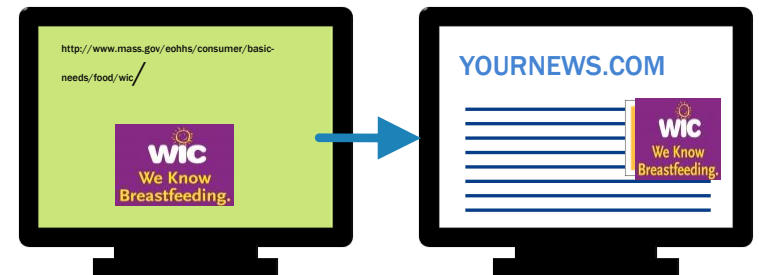 http://www.mass.gov/eohhs/consumer/basic-
needs/food/wic/
WIC
We Know
Breastfeeding.
YOURNEWS.COM
WIC
We Know
Breastfeeding.